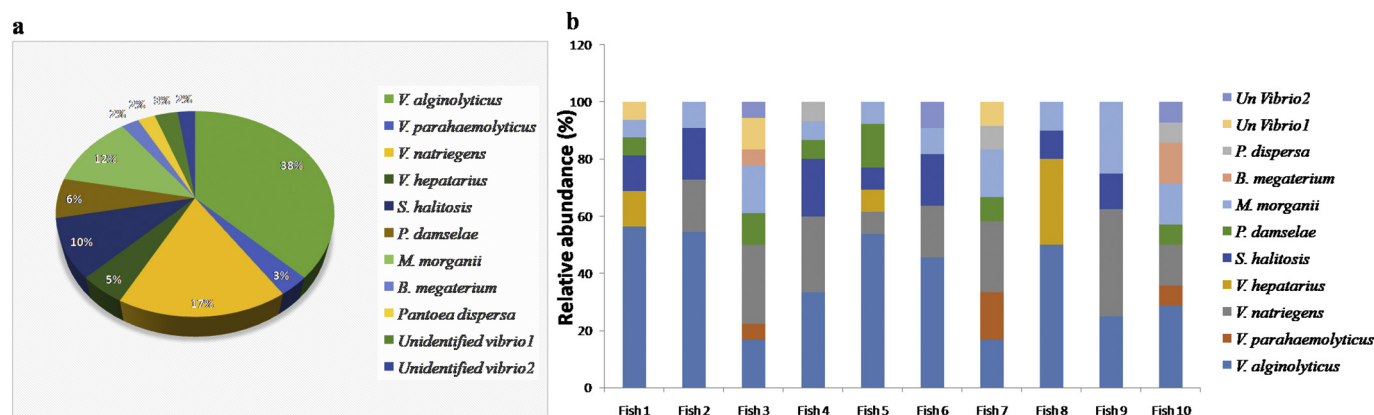 a
2%
2%
3%
2%
38%
12%
6%
10%
5%
17%
3%
V. alginolyticus
V. parahaemolyticus
V. natriegens
V. hepatarius
S. halitosis
P. damselae
M. morganii
B. megaterium
Pantoea dispersa
Unidentified vibrio1
Unidentified vibrio2
b
Relative abundance (%)
120
100
80
60
40
20
0
Fish 1
Fish 2
Fish 3
Fish 4
Fish 5
Fish 6
Fish 7
Fish 8
Fish 9
Fish 10
Un Vibrio2
Un Vibrio1
P. dispersa
B. megaterium
M. morganii
P. damselae
S. halitosis
V. hepatarius
V. natriegens
V. parahaemolyticus
V. alginolyticus